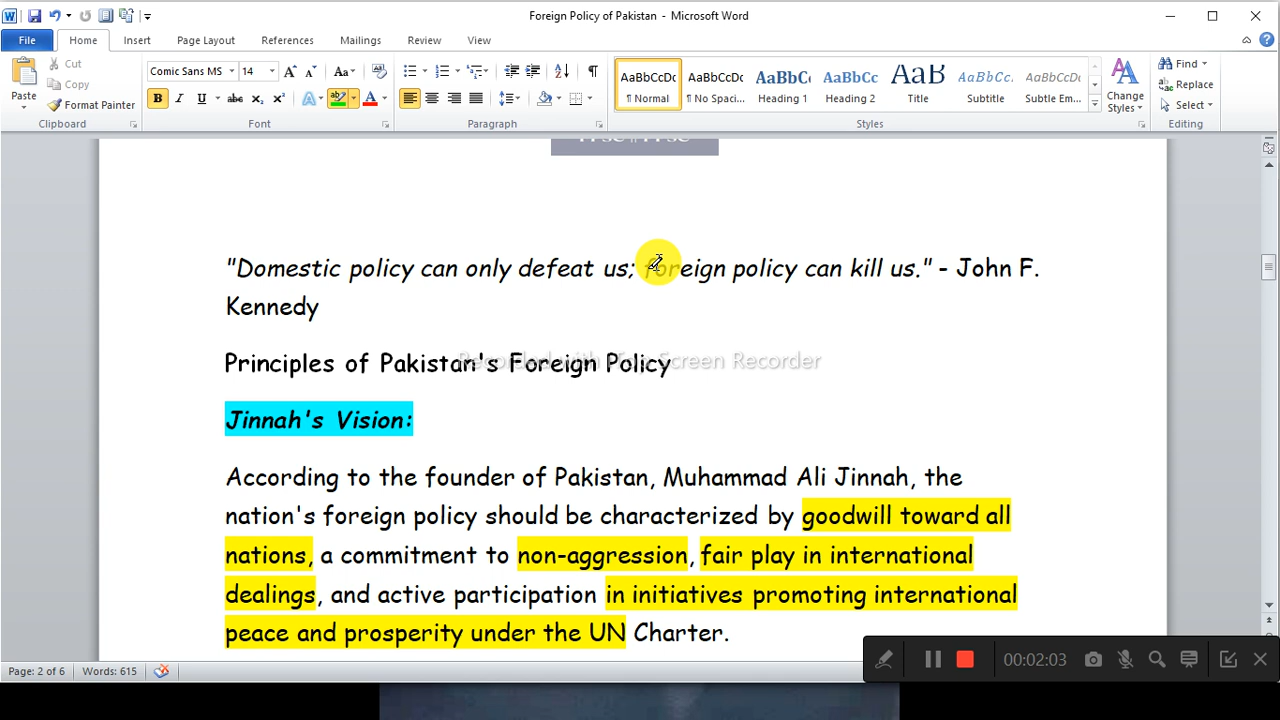 Foreign Policy of Pakistan - Microsoft Word
File Home Insert Page Layout References Mailings Review View
Cut
Copy
Paste
Format Painter
Comic Sans MS 14
AaBbCcDc AaBbCcDc AaBbCc AaBbCc AaB AaBbCc. AaBbCcDc
¶ Normal ¶ No Spaci... Heading 1 Heading 2 Title Subtitle Subtle Em...
Change Styles
Find
Replace
Select
Clipboard Font Paragraph Styles Editing
"Domestic policy can only defeat us; foreign policy can kill us." - John F.
Kennedy
Principles of Pakistan's Foreign Policy
Jinnah's Vision:
According to the founder of Pakistan, Muhammad Ali Jinnah, the
nation's foreign policy should be characterized by goodwill toward all
nations, a commitment to non-aggression, fair play in international
dealings, and active participation in initiatives promoting international
peace and prosperity under the UN Charter.
Recorded with iTop Screen Recorder
Page: 2 of 6 Words: 615
00:02:03